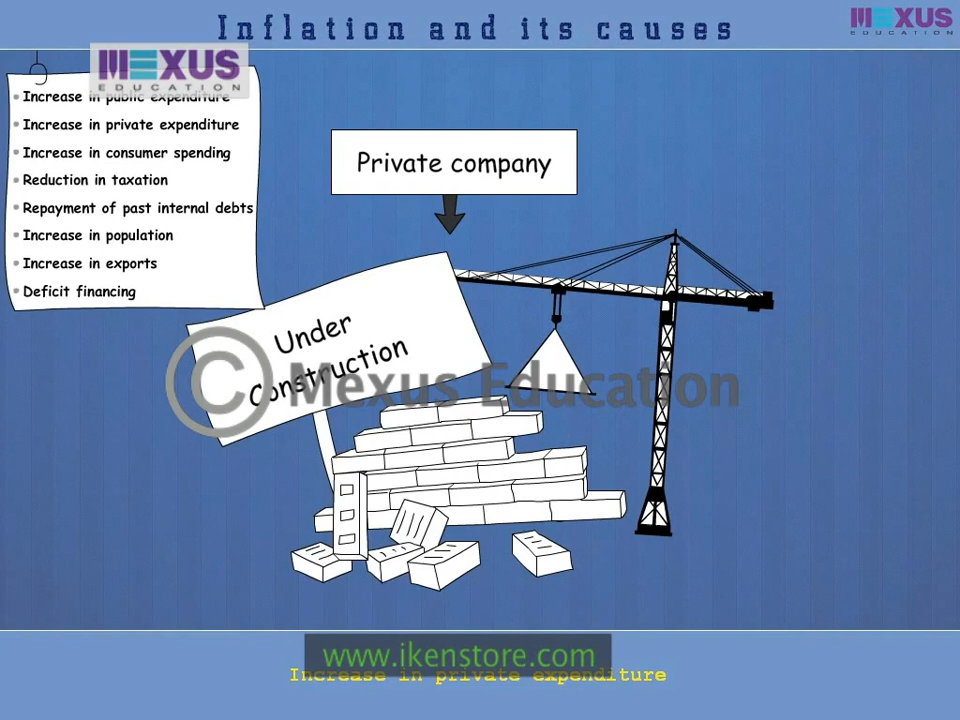 Inflation and its causes
MEXUS
EDUCATION
MEXUS
EDUCATION
Increase in public expenditure
Increase in private expenditure
Increase in consumer spending
Reduction in taxation
Repayment of past internal debts
Increase in population
Increase in exports
Deficit financing
Private company
Under
Construction
© Mexus Education
www.ikenstore.com
Increase in private expenditure